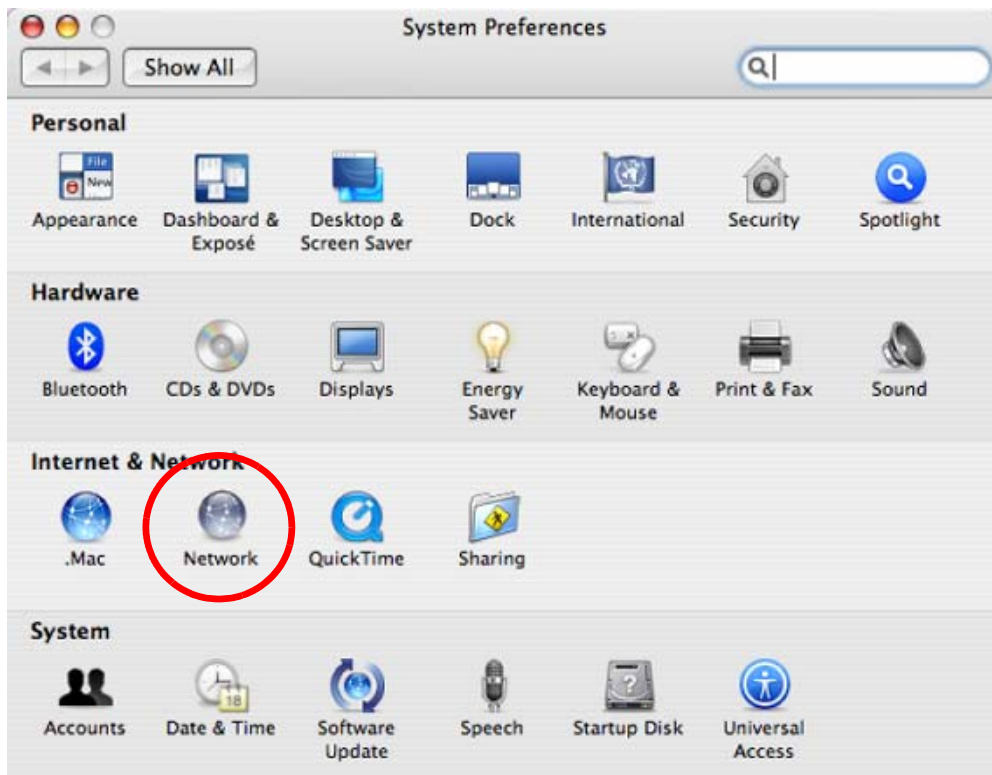 System Preferences
Show All
Personal
File
New
Appearance
Dashboard &
Exposé
Desktop &
Screen Saver
Dock
International
Security
Spotlight
Hardware
Bluetooth
CDs & DVDs
Displays
Energy
Saver
Keyboard &
Mouse
Print & Fax
Sound
Internet & Network
.Mac
Network
QuickTime
Sharing
System
18
?
Accounts
Date & Time
Software
Update
Speech
Startup Disk
Universal
Access